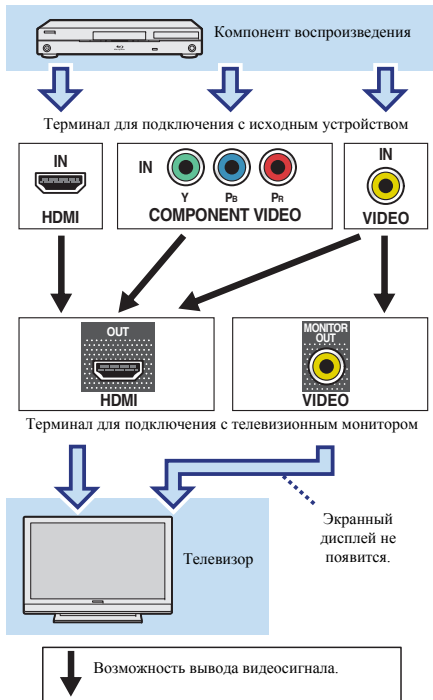 Компонент воспроизведения
Терминал для подключения с исходным устройством
IN
HDMI
IN
Y PB PR
COMPONENT VIDEO
IN
VIDEO
OUT
HDMI
MONITOR
OUT
VIDEO
Терминал для подключения с телевизионным монитором
Телевизор
Экранный
дисплей не
появится.
Возможность вывода видеосигнала.